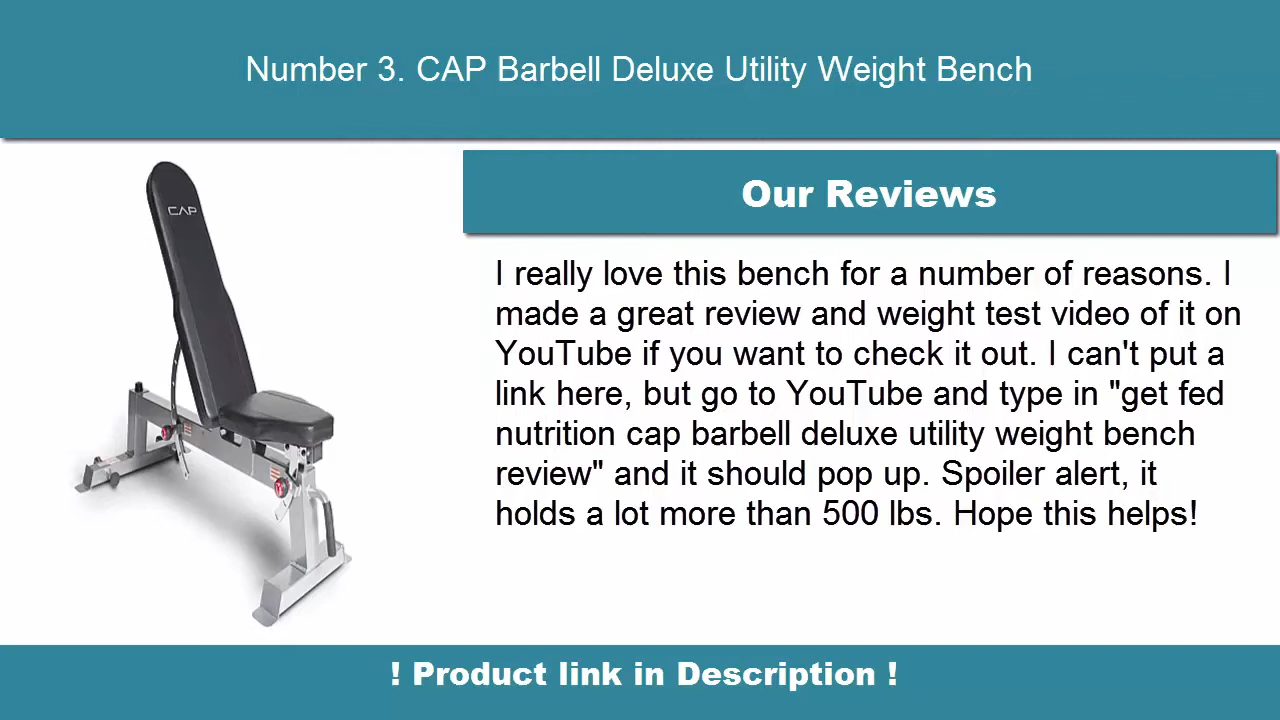 Number 3. CAP Barbell Deluxe Utility Weight Bench
CAP
Our Reviews
I really love this bench for a number of reasons. I
made a great review and weight test video of it on
YouTube if you want to check it out. I can't put a
link here, but go to YouTube and type in "get fed
nutrition cap barbell deluxe utility weight bench
review" and it should pop up. Spoiler alert, it
holds a lot more than 500 lbs. Hope this helps!
! Product link in Description !